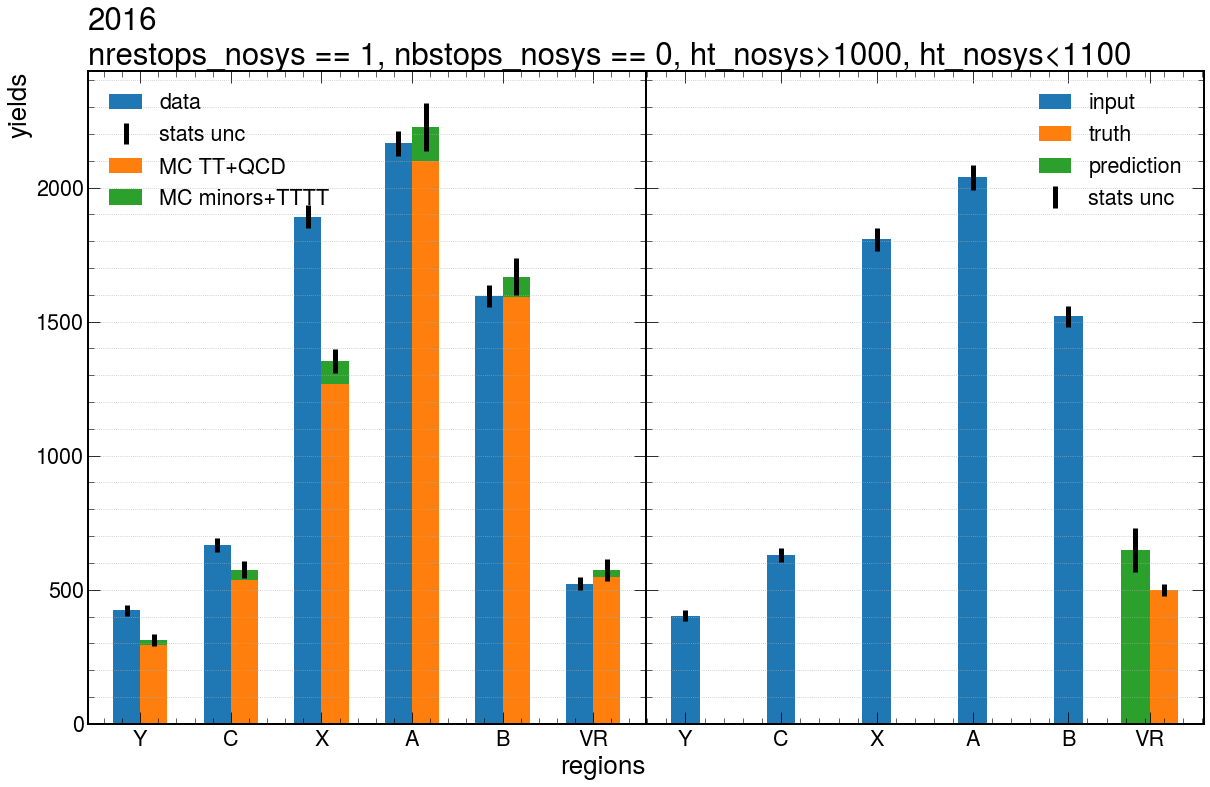 2016
nrestops_nosys == 1, nbstops_nosys == 0, ht_nosys>1000, ht_nosys<1100
yields
data
stats unc
MC TT+QCD
MC minors+TTTT
input
truth
prediction
stats unc
2000
1500
1000
500
0
Y C X A B VR
Y C X A B VR
regions